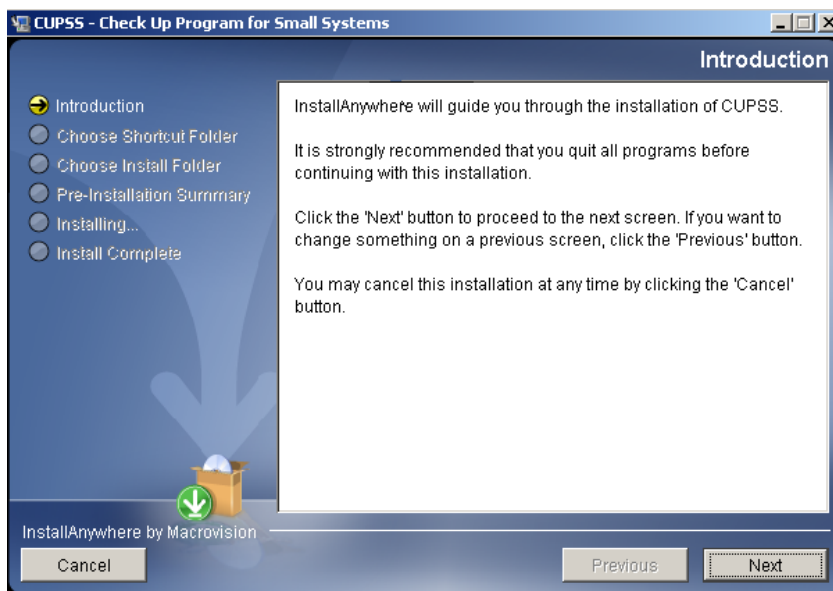 CUPSS - Check Up Program for Small Systems
Introduction
Introduction
Choose Shortcut Folder
Choose Install Folder
Pre-Installation Summary
Installing...
Install Complete
InstallAnywhere will guide you through the installation of CUPSS.
It is strongly recommended that you quit all programs before
continuing with this installation.
Click the 'Next' button to proceed to the next screen. If you want to
change something on a previous screen, click the 'Previous' button.
You may cancel this installation at any time by clicking the 'Cancel'
button.
InstallAnywhere by Macrovision
Cancel
Previous
Next